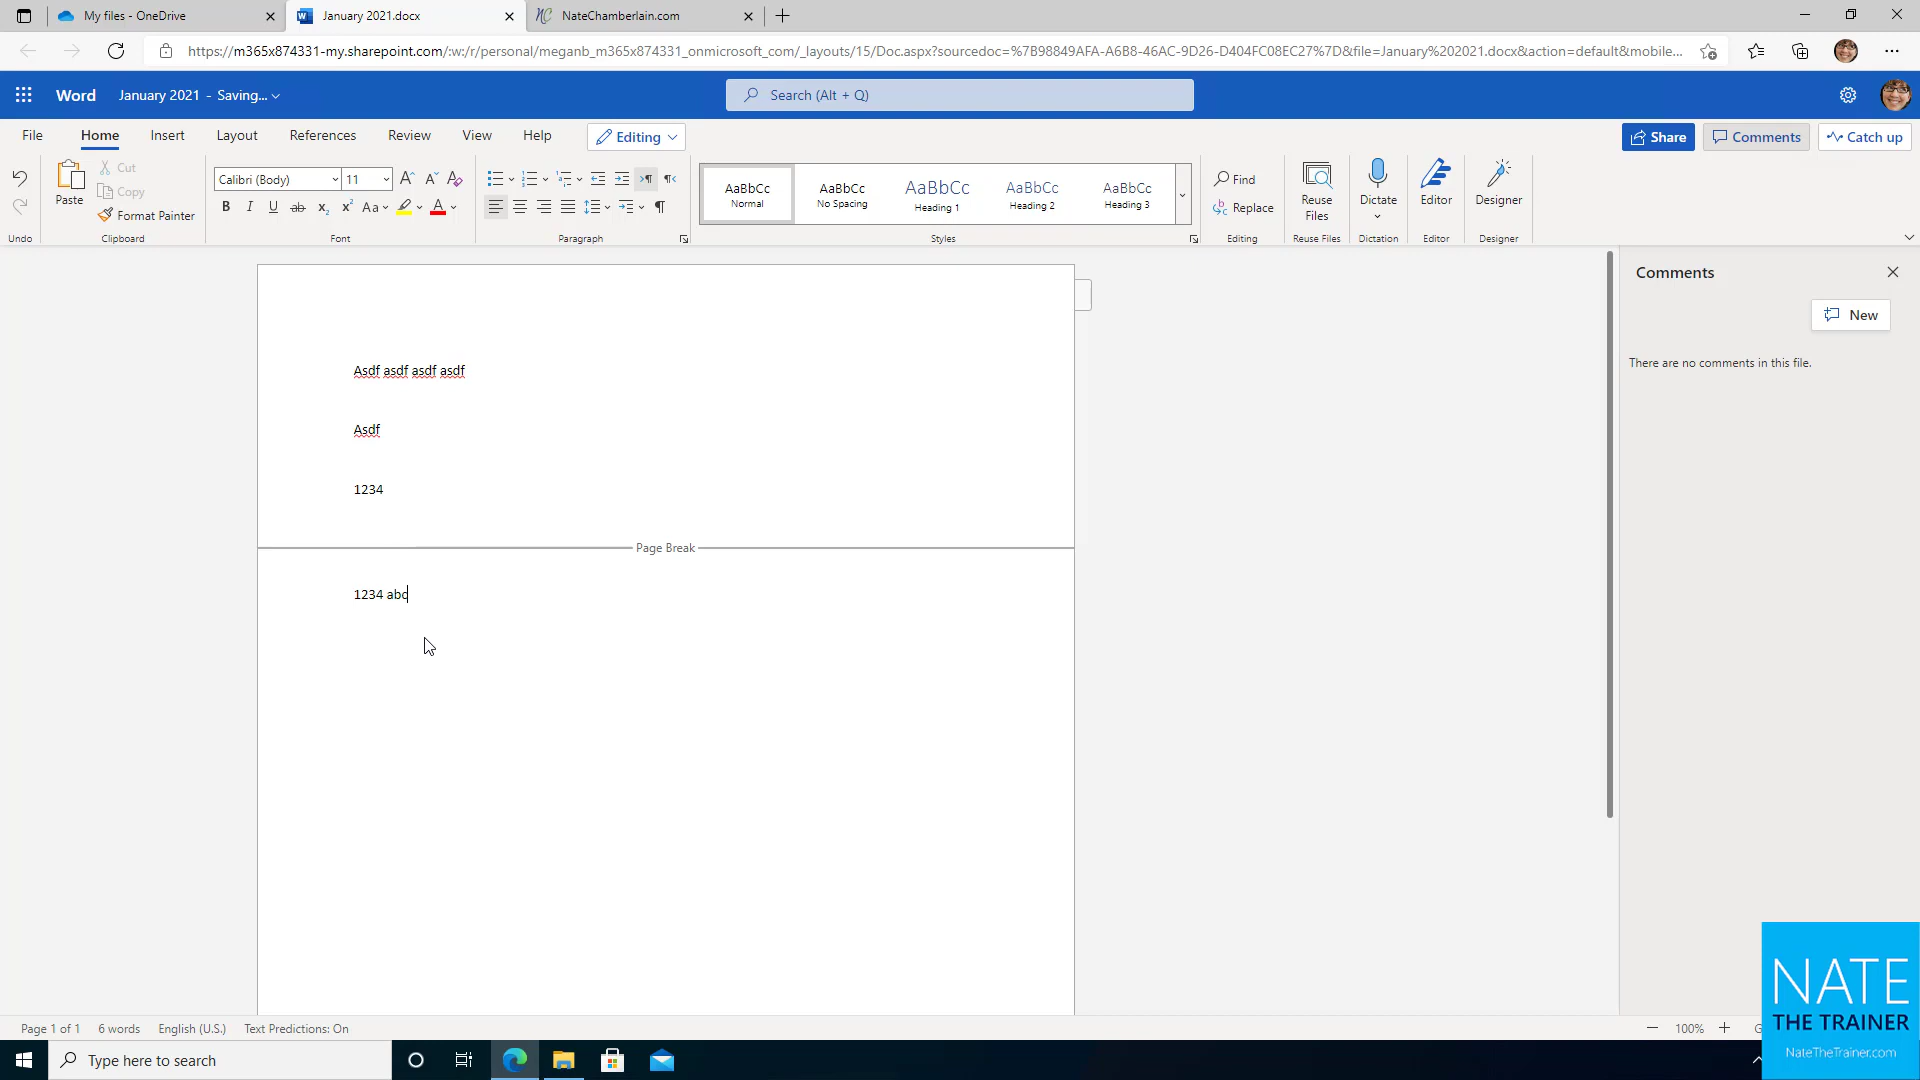 My files - OneDrive
January 2021.docx
NateChamberlain.com
https://m365x874331-my.sharepoint.com/:w:/r/personal/meganb_m365x874331_onmicrosoft_com/_layouts/15/Doc.aspx?sourcedoc=%7B98849AFA-A6B8-46AC-9D26-D404FC08EC27%7D&file=January%202021.docx&action=default&mobile...
Word January 2021 - Saving...
Search (Alt + Q)
File Home Insert Layout References Review View Help Editing
Share Comments Catch up
Paste Cut
Copy
Format Painter
Calibri (Body) 11
AaBbCc Normal
AaBbCc No Spacing
AaBbCc Heading 1
AaBbCc Heading 2
AaBbCc Heading 3
Find
Replace
Reuse Files
Dictate
Editor
Designer
Undo Clipboard Font Paragraph Styles Editing Reuse Files Dictation Editor Designer
Asdf asdf asdf asdf
Asdf
1234
Page Break
1234 abc
Comments
New
There are no comments in this file.
Page 1 of 1 6 words English (U.S.) Text Predictions: On
100%
Type here to search
NATE
THE TRAINER
NateTheTrainer.com